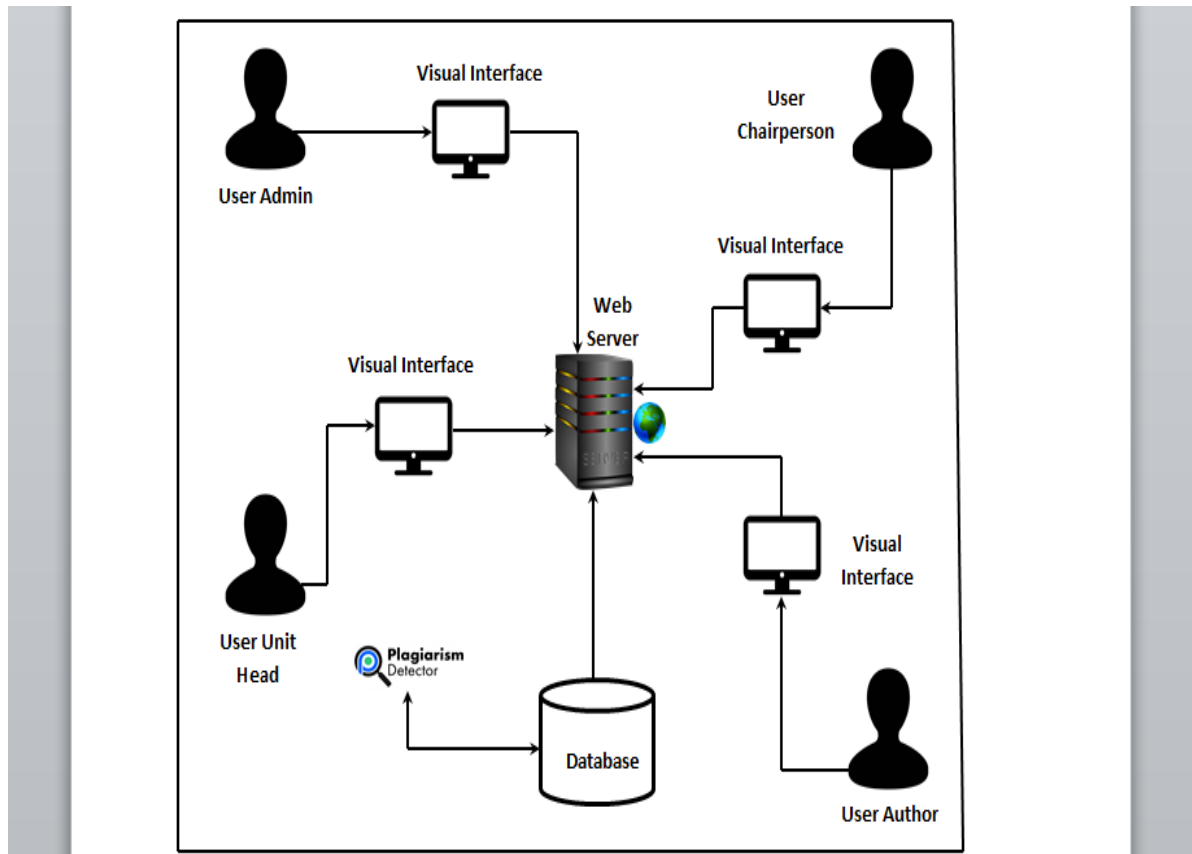 Visual Interface
User Admin
User
Chairperson
Visual Interface
Web
Server
Visual Interface
SERVER
Visual
Interface
User Unit
Head
Plagiarism
Detector
Database
User Author